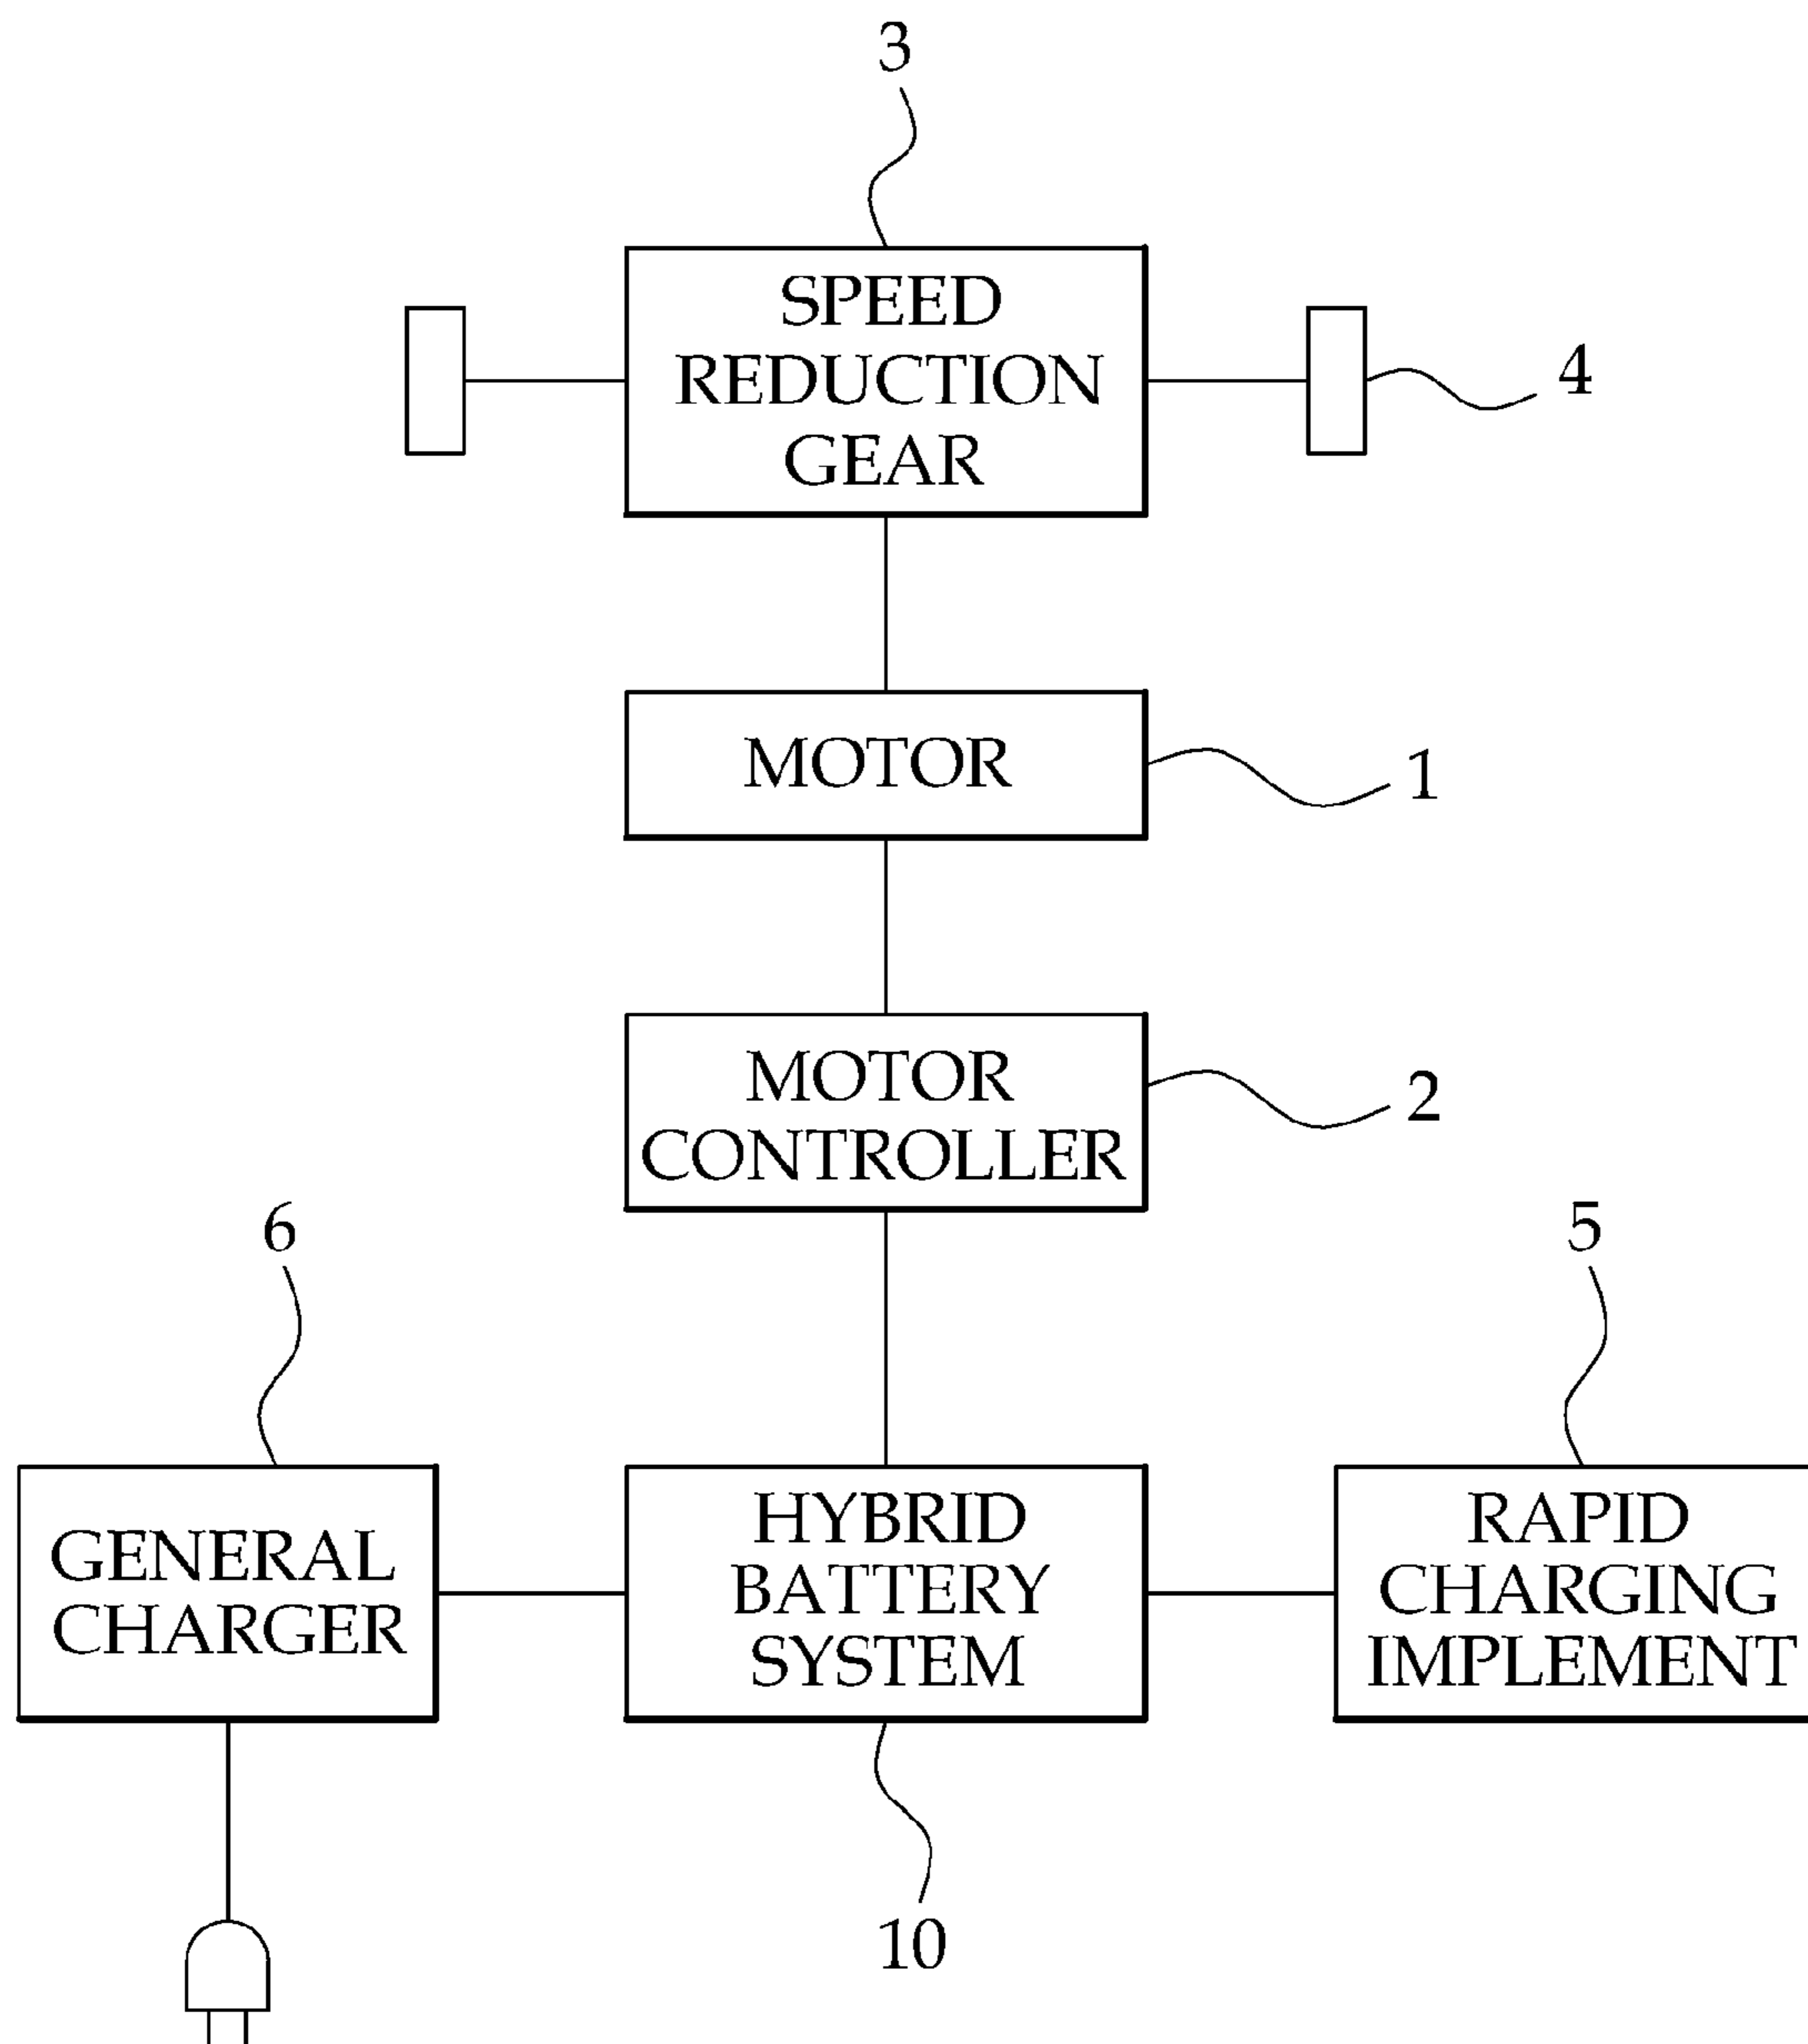 3
SPEED
REDUCTION
GEAR
4
MOTOR
1
MOTOR
CONTROLLER
2
6
5
GENERAL
CHARGER
HYBRID
BATTERY
SYSTEM
RAPID
CHARGING
IMPLEMENT
10